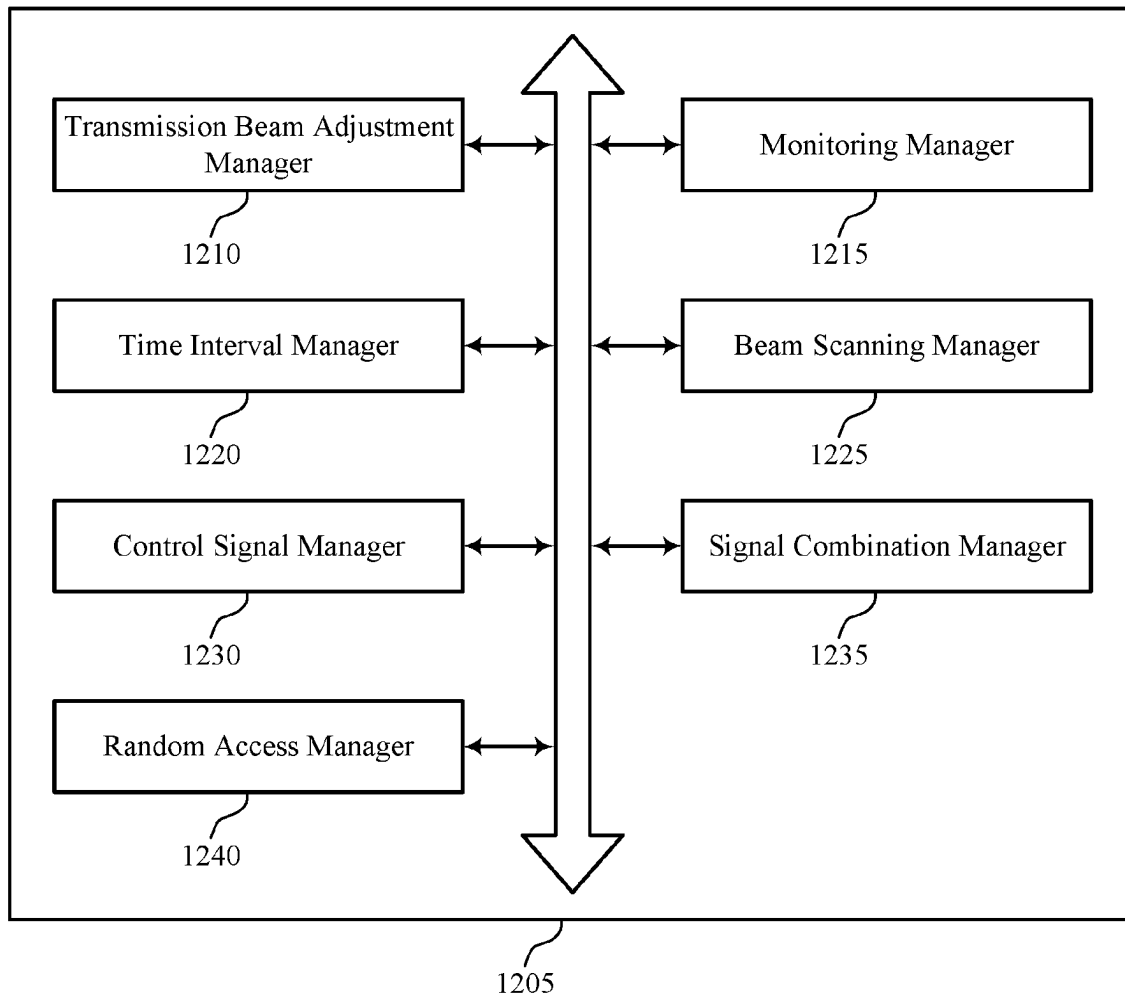 Transmission Beam Adjustment
Manager
1210
Monitoring Manager
1215
Time Interval Manager
1220
Beam Scanning Manager
1225
Control Signal Manager
1230
Signal Combination Manager
1235
Random Access Manager
1240
1205